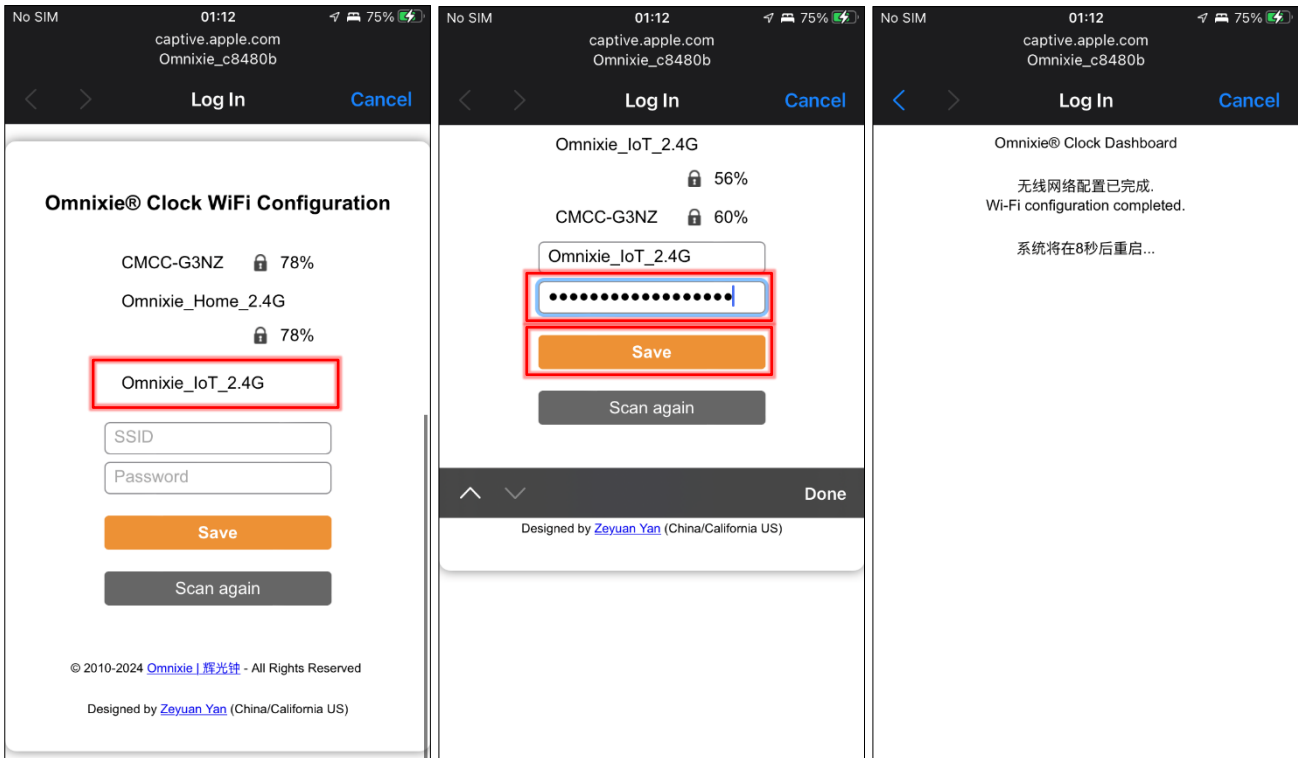 No SIM 01:12 75%
captive.apple.com
Omnixie_c8480b
Log In Cancel
Omnixie® Clock WiFi Configuration
CMCC-G3NZ 78%
Omnixie_Home_2.4G
78%
Omnixie_IoT_2.4G
SSID
Password
Save
Scan again
© 2010-2024 Omnixie | 辉光钟 - All Rights Reserved
Designed by Zeyuan Yan (China/California US)
No SIM 01:12 75%
captive.apple.com
Omnixie_c8480b
Log In Cancel
Omnixie_IoT_2.4G
56%
CMCC-G3NZ 60%
Omnixie_IoT_2.4G
••••••••••••••••••
Save
Scan again
Done
Designed by Zeyuan Yan (China/California US)
No SIM 01:12 75%
captive.apple.com
Omnixie_c8480b
Log In Cancel
Omnixie® Clock Dashboard
无线网络配置已完成.
Wi-Fi configuration completed.
系统将在8秒后重启...